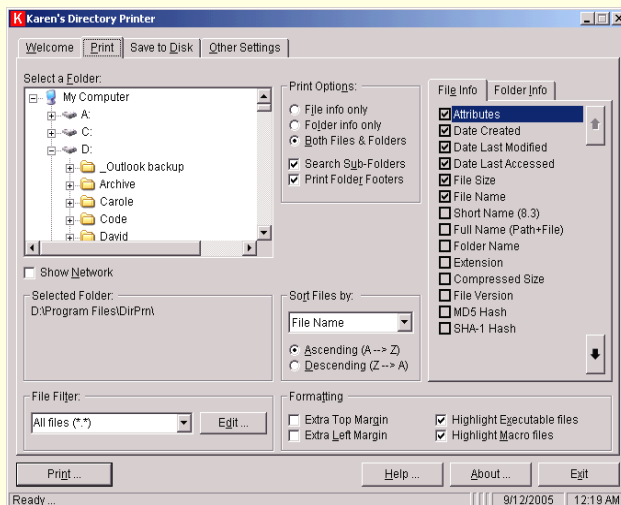 Karen's Directory Printer
Welcome Print Save to Disk Other Settings
Select a Folder:
My Computer
A:
C:
D:
_Outlook backup
Archive
Carole
Code
David
Show Network
Print Options:
File info only
Folder info only
Both Files & Folders
Search Sub-Folders
Print Folder Footers
File Info Folder Info
Attributes
Date Created
Date Last Modified
Date Last Accessed
File Size
File Name
Short Name (8.3)
Full Name (Path+File)
Folder Name
Extension
Compressed Size
File Version
MD5 Hash
SHA-1 Hash
Selected Folder:
D:\Program Files\DirPrn\
Sort Files by:
File Name
Ascending (A --> Z)
Descending (Z --> A)
File Filter:
All files (*.*) Edit ...
Formatting
Extra Top Margin Highlight Executable files
Extra Left Margin Highlight Macro files
Print ... Help ... About ... Exit
Ready ... 9/12/2005 12:19 AM